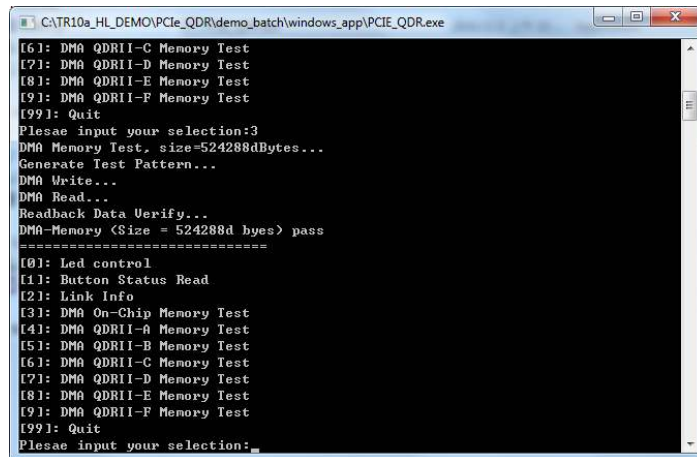 C:\TR10a_HL_DEMO\PCIe_QDR\demo_batch\windows_app\PCIE_QDR.exe
[6]: DMA QDRII-C Memory Test
[7]: DMA QDRII-D Memory Test
[8]: DMA QDRII-E Memory Test
[9]: DMA QDRII-F Memory Test
[99]: Quit
Plesae input your selection:3
DMA Memory Test, size=524288dBytes...
Generate Test Pattern...
DMA Write...
DMA Read...
Readback Data Verify...
DMA-Memory (Size = 524288d byes) pass
==============================
[0]: Led control
[1]: Button Status Read
[2]: Link Info
[3]: DMA On-Chip Memory Test
[4]: DMA QDRII-A Memory Test
[5]: DMA QDRII-B Memory Test
[6]: DMA QDRII-C Memory Test
[7]: DMA QDRII-D Memory Test
[8]: DMA QDRII-E Memory Test
[9]: DMA QDRII-F Memory Test
[99]: Quit
Plesae input your selection:_